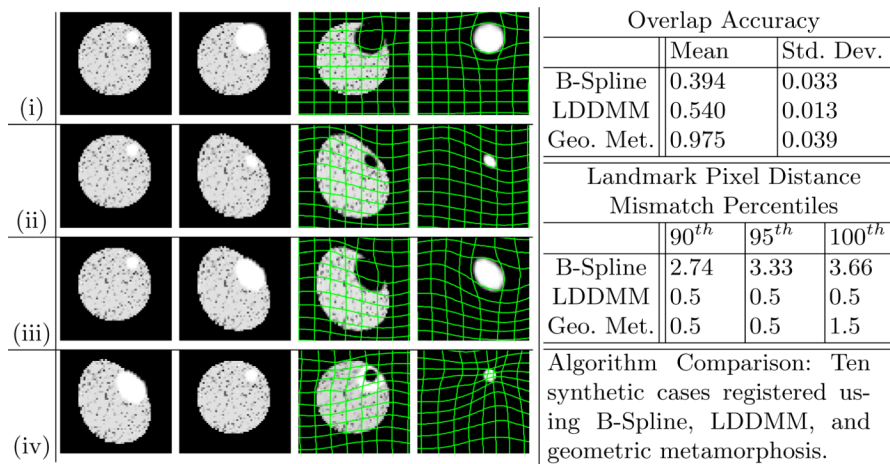 (i)
(ii)
(iii)
(iv)
Overlap Accuracy
Mean Std. Dev.
B-Spline 0.394 0.033
LDDMM 0.540 0.013
Geo. Met. 0.975 0.039
Landmark Pixel Distance
Mismatch Percentiles
90th 95th 100th
B-Spline 2.74 3.33 3.66
LDDMM 0.5 0.5 0.5
Geo. Met. 0.5 0.5 1.5
Algorithm Comparison: Ten
synthetic cases registered us-
ing B-Spline, LDDMM, and
geometric metamorphosis.